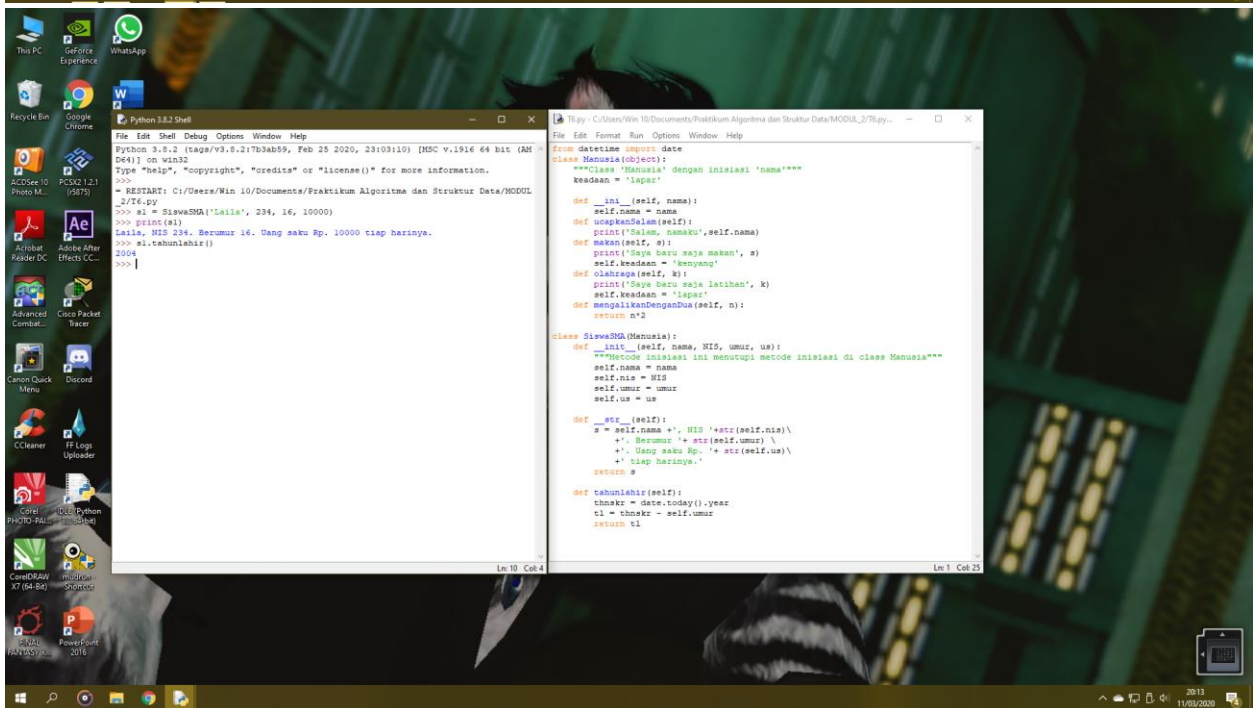 This PC
GeForce
Experience
WhatsApp
Recycle Bin
Google
Chrome
ACDSee 10
Photo M...
PCSX2 1.2.1
(r5875)
Acrobat
Reader DC
Adobe After
Effects CC...
Advanced
Combat...
Cisco Packet
Tracer
Canon Quick
Menu
Discord
CCleaner
FF Logs
Uploader
Corel
PHOTO-PAI...
IDLE (Python
CorelDRAW
X7 (64-Bit)
mudrun -
Shortcut
FINAL
FANTASY
PowerPoint
2016
Python 3.8.2 Shell
File Edit Shell Debug Options Window Help
Python 3.8.2 (tags/v3.8.2:7b3ab59, Feb 25 2020, 23:03:10) [MSC v.1916 64 bit (AM
D64)] on win32
Type "help", "copyright", "credits" or "license()" for more information.
>>>
= RESTART: C:/Users/Win 10/Documents/Praktikum Algoritma dan Struktur Data/MODUL
_2/T6.py
>>> s1 = SiswaSMA('Laila', 234, 16, 10000)
>>> print(s1)
Laila, NIS 234. Berumur 16. Uang saku Rp. 10000 tiap harinya.
>>> s1.tahunlahir()
2004
>>>
Ln: 10 Col: 4
T6.py - C:/Users/Win 10/Documents/Praktikum Algoritma dan Struktur Data/MODUL_2/T6.py...
File Edit Format Run Options Window Help
from datetime import date
class Manusia(object):
    """Class 'Manusia' dengan inisiasi 'nama'"""
    keadaan = 'lapar'
    def __ini__(self, nama):
        self.nama = nama
    def ucapkanSalam(self):
        print('Salam, namaku',self.nama)
    def makan(self, s):
        print('Saya baru saja makan', s)
        self.keadaan = 'kenyang'
    def olahraga(self, k):
        print('Saya baru saja latihan', k)
        self.keadaan = 'lapar'
    def mengalikanDenganDua(self, n):
        return n*2
class SiswaSMA(Manusia):
    def __init__(self, nama, NIS, umur, us):
        """Metode inisiasi ini menutupi metode inisiasi di class Manusia"""
        self.nama = nama
        self.nis = NIS
        self.umur = umur
        self.us = us
    def __str__(self):
        s = self.nama +', NIS '+str(self.nis)\
            +'. Berumur '+ str(self.umur) \
            +'. Uang saku Rp. '+ str(self.us)\
            +' tiap harinya.'
        return s
    def tahunlahir(self):
        thnskr = date.today().year
        tl = thnskr - self.umur
        return tl
Ln: 1 Col: 25
20:13
11/03/2020